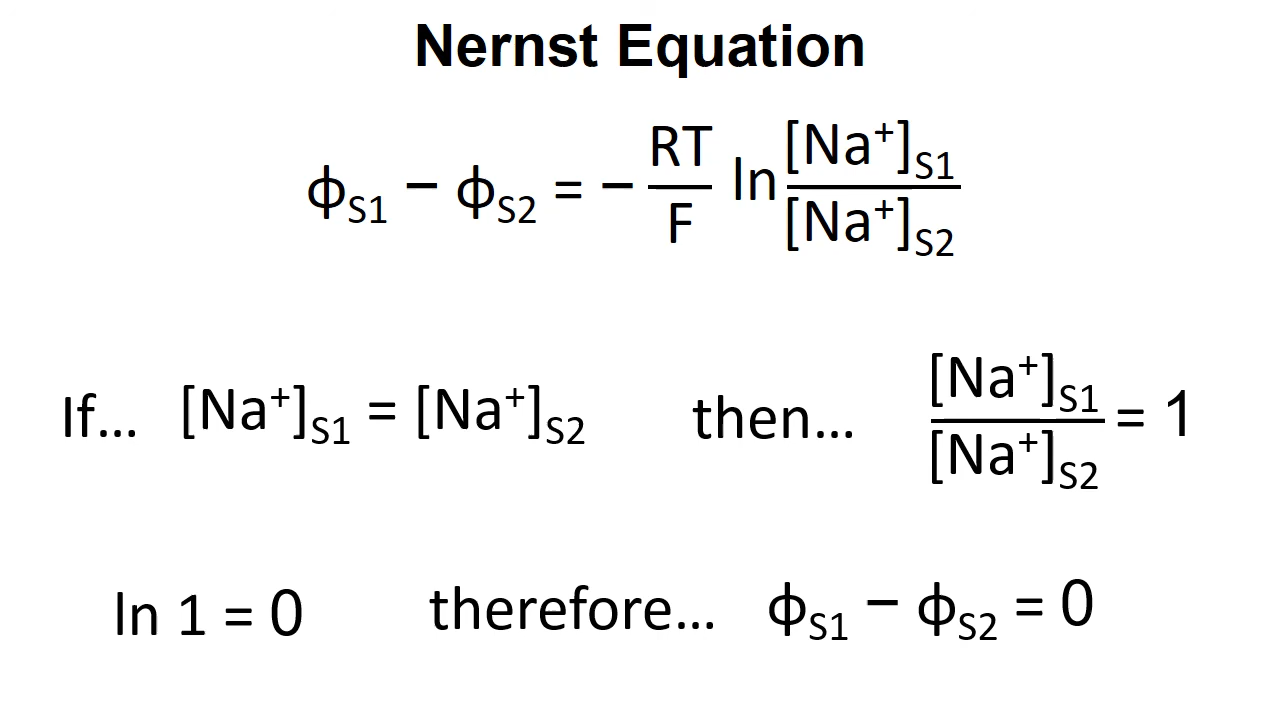 Nernst Equation
ϕS1 − ϕS2 = − RT/F ln [Na⁺]S1/[Na⁺]S2
If... [Na⁺]S1 = [Na⁺]S2 then... [Na⁺]S1/[Na⁺]S2 = 1
ln 1 = 0 therefore... ϕS1 − ϕS2 = 0